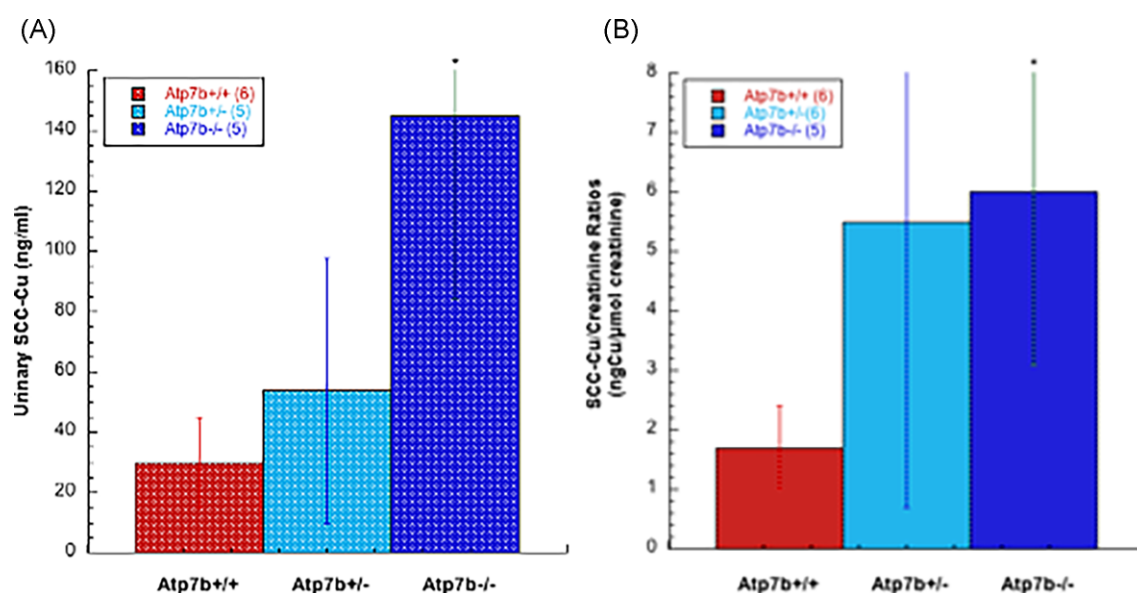 (A)
160
140
120
100
80
60
40
20
0
Urinary SCC-Cu (ng/ml)
Atp7b+/+ (6)
Atp7b+/- (5)
Atp7b-/- (5)
*
Atp7b+/+
Atp7b+/-
Atp7b-/-
(B)
8
7
6
5
4
3
2
1
0
SCC-Cu/Creatinine Ratios
(ngCu/µmol creatinine)
Atp7b+/+ (6)
Atp7b+/-(6)
Atp7b-/- (5)
*
Atp7b+/+
Atp7b+/-
Atp7b-/-